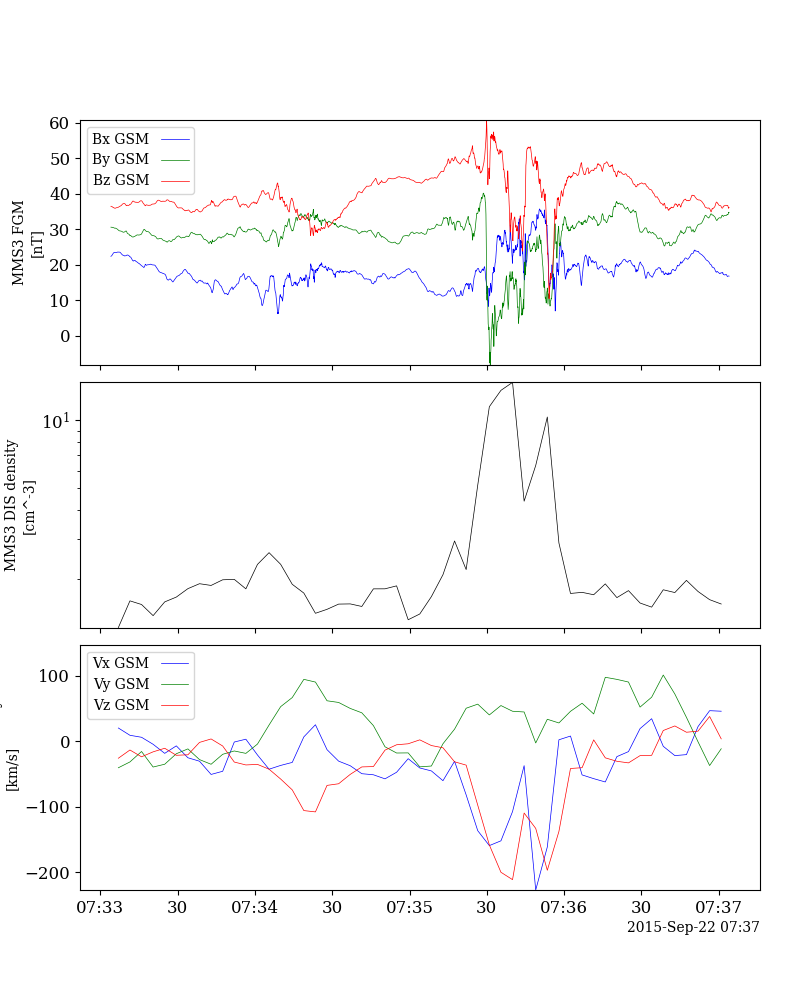 60
50
40
30
20
10
0
MMS3 FGM
[nT]
Bx GSM
By GSM
Bz GSM
10^1
MMS3 DIS density
[cm^-3]
100
0
−100
−200
[km/s]
Vx GSM
Vy GSM
Vz GSM
07:33 30 07:34 30 07:35 30 07:36 30 07:37
2015-Sep-22 07:37